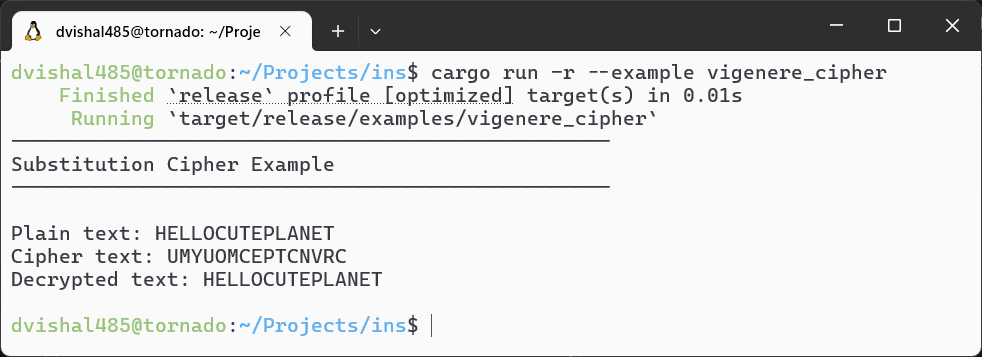 dvishal485@tornado: ~/Proje
dvishal485@tornado:~/Projects/ins$ cargo run -r --example vigenere_cipher
Finished `release` profile [optimized] target(s) in 0.01s
Running `target/release/examples/vigenere_cipher`
Substitution Cipher Example
Plain text: HELLOCUTEPLANET
Cipher text: UMYUOMCEPTCNVRC
Decrypted text: HELLOCUTEPLANET
dvishal485@tornado:~/Projects/ins$